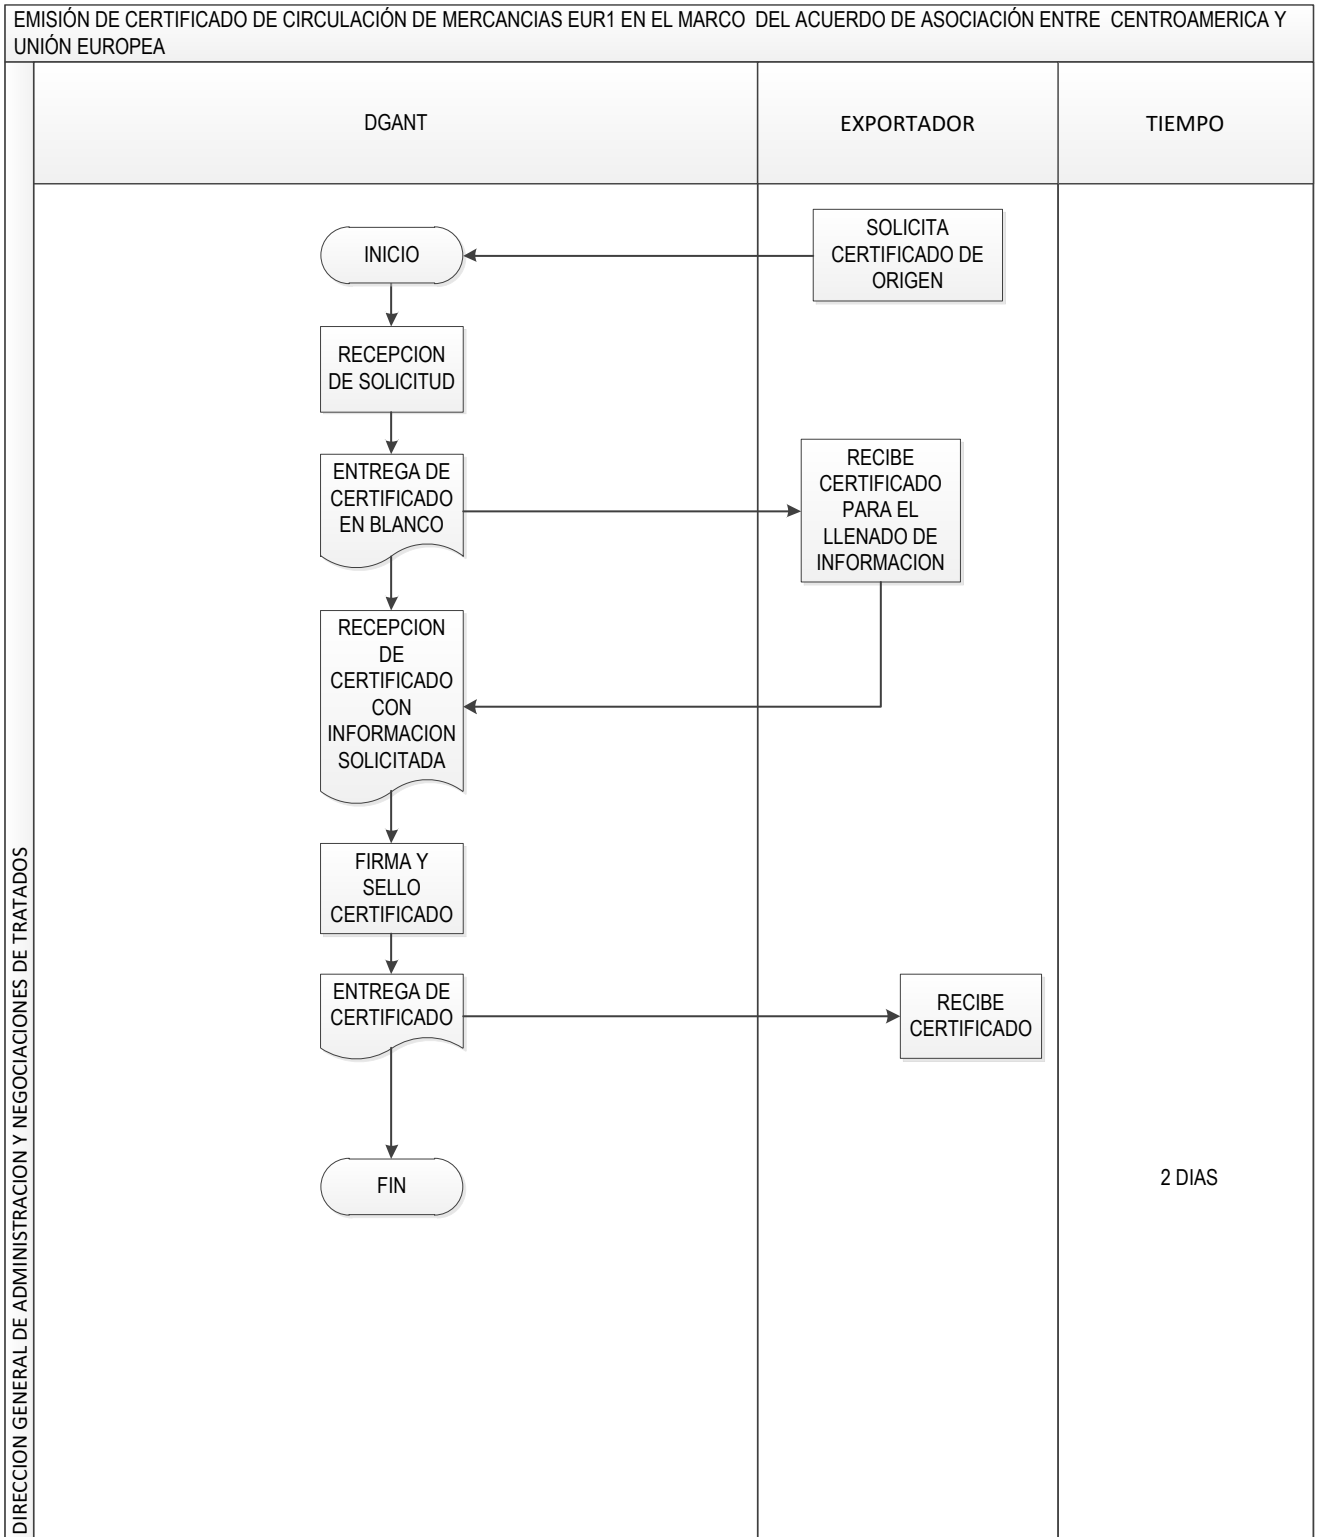 EMISIÓN DE CERTIFICADO DE CIRCULACIÓN DE MERCANCIAS EUR1 EN EL MARCO DEL ACUERDO DE ASOCIACIÓN ENTRE CENTROAMERICA Y
UNIÓN EUROPEA
DIRECCION GENERAL DE ADMINISTRACION Y NEGOCIACIONES DE TRATADOS
DGANT
EXPORTADOR
TIEMPO
SOLICITA
CERTIFICADO DE
ORIGEN
INICIO
RECEPCION
DE SOLICITUD
ENTREGA DE
CERTIFICADO
EN BLANCO
RECIBE
CERTIFICADO
PARA EL
LLENADO DE
INFORMACION
RECEPCION
DE
CERTIFICADO
CON
INFORMACION
SOLICITADA
FIRMA Y
SELLO
CERTIFICADO
ENTREGA DE
CERTIFICADO
RECIBE
CERTIFICADO
FIN
2 DIAS